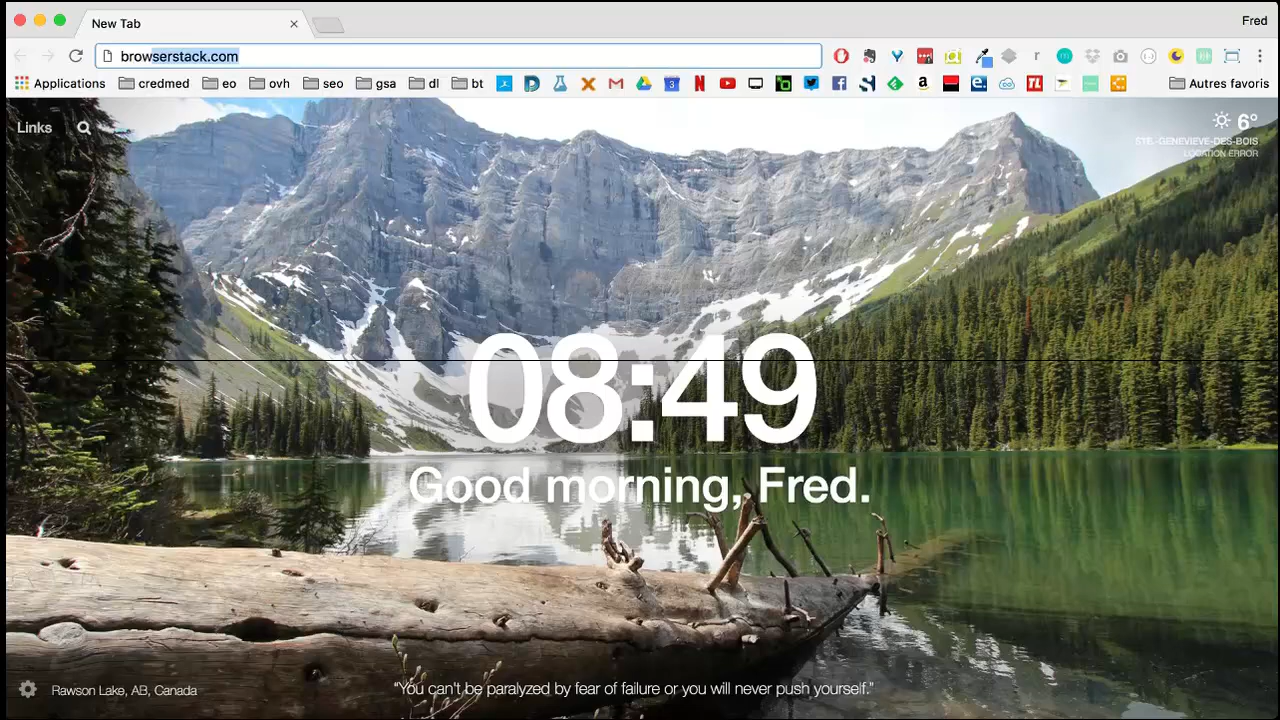 New Tab
Fred
browserstack.com
Applications
credmed
eo
ovh
seo
gsa
dl
bt
Autres favoris
Links
6°
STE.-GENEVIEVE-DES-BOIS
LOCATION ERROR
08:49
Good morning, Fred.
Rawson Lake, AB, Canada
“You can't be paralyzed by fear of failure or you will never push yourself.”